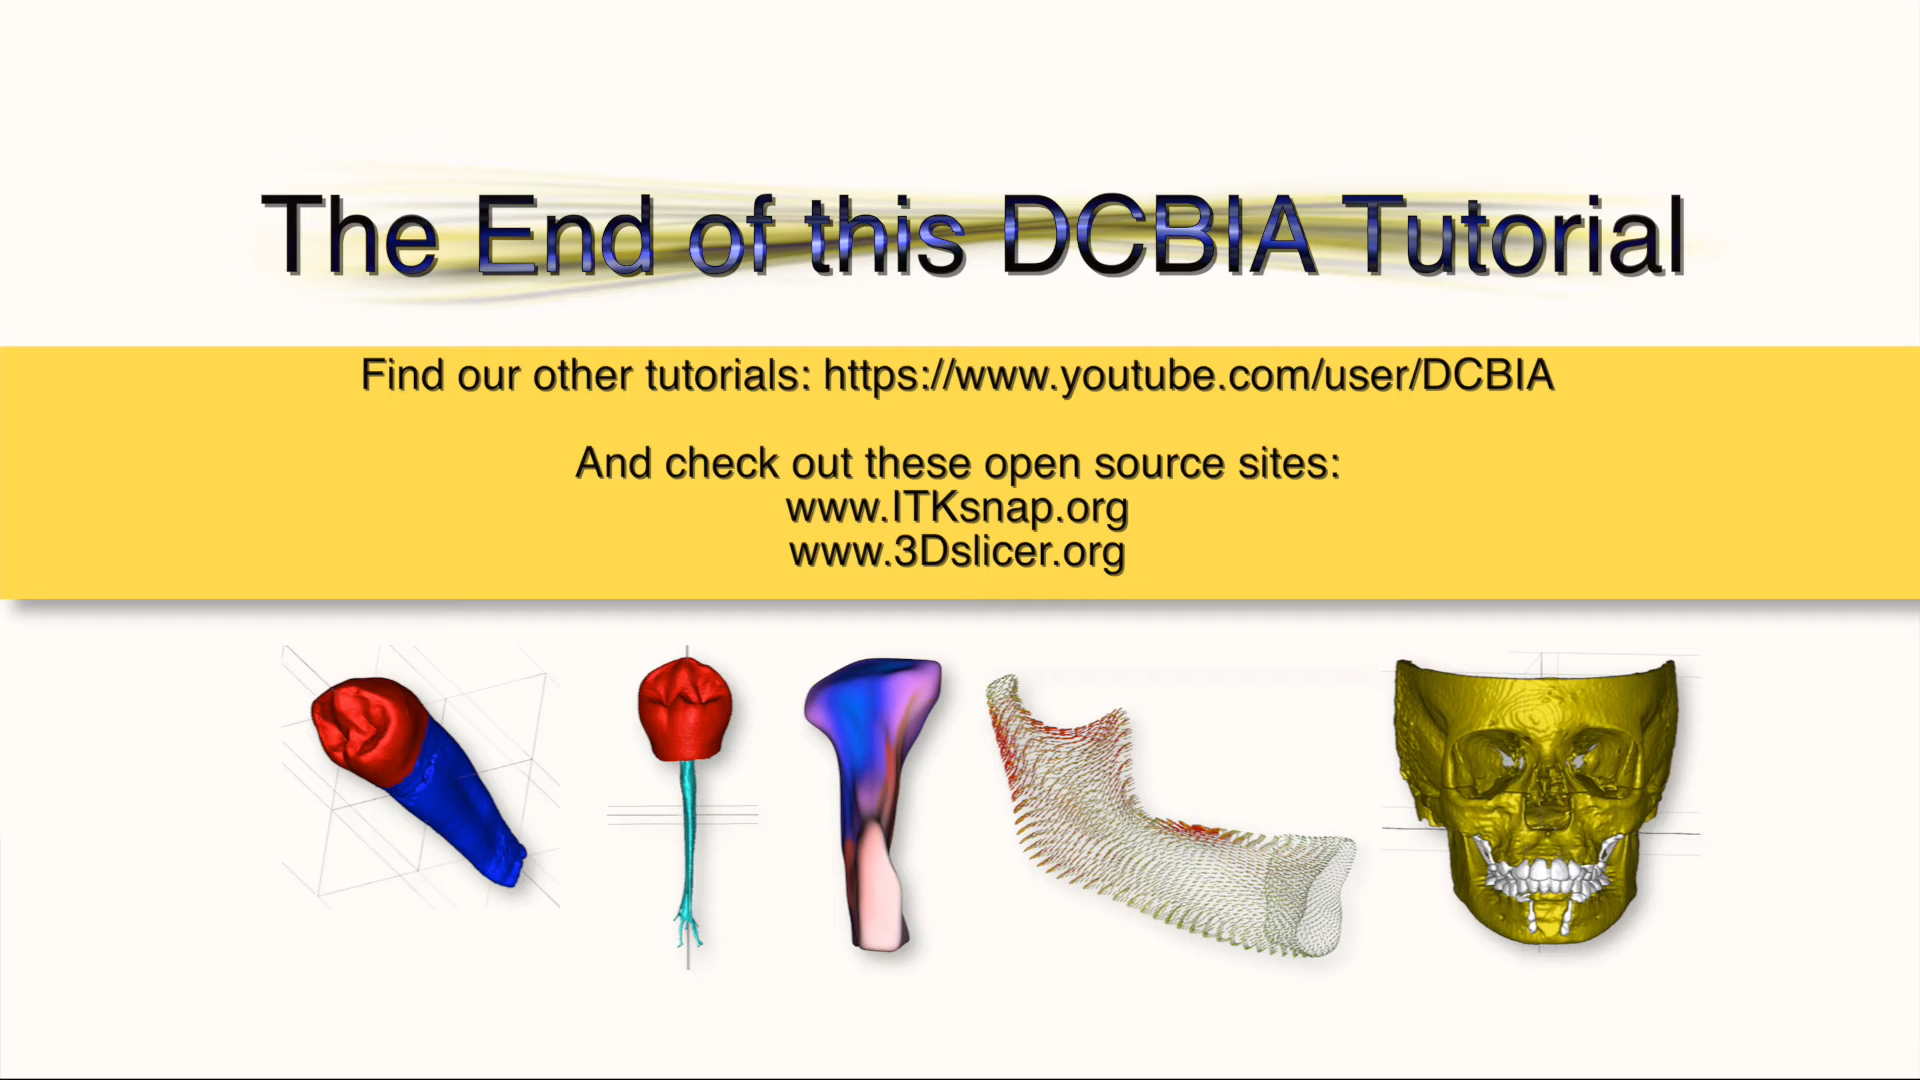 The End of this DCBIA Tutorial
Find our other tutorials: https://www.youtube.com/user/DCBIA
And check out these open source sites:
www.ITKsnap.org
www.3Dslicer.org